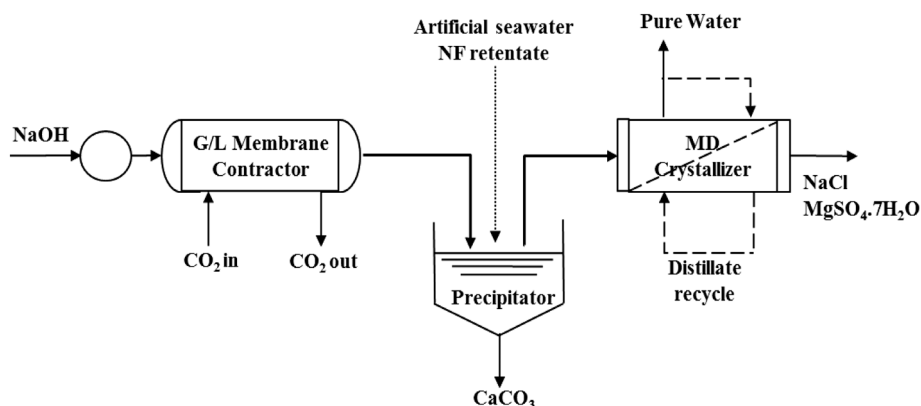 Artificial seawater
NF retentate
Pure Water
NaOH
G/L Membrane
Contractor
MD
Crystallizer
NaCl
MgSO₄.7H₂O
CO₂ in
CO₂ out
Precipitator
Distillate
recycle
CaCO₃